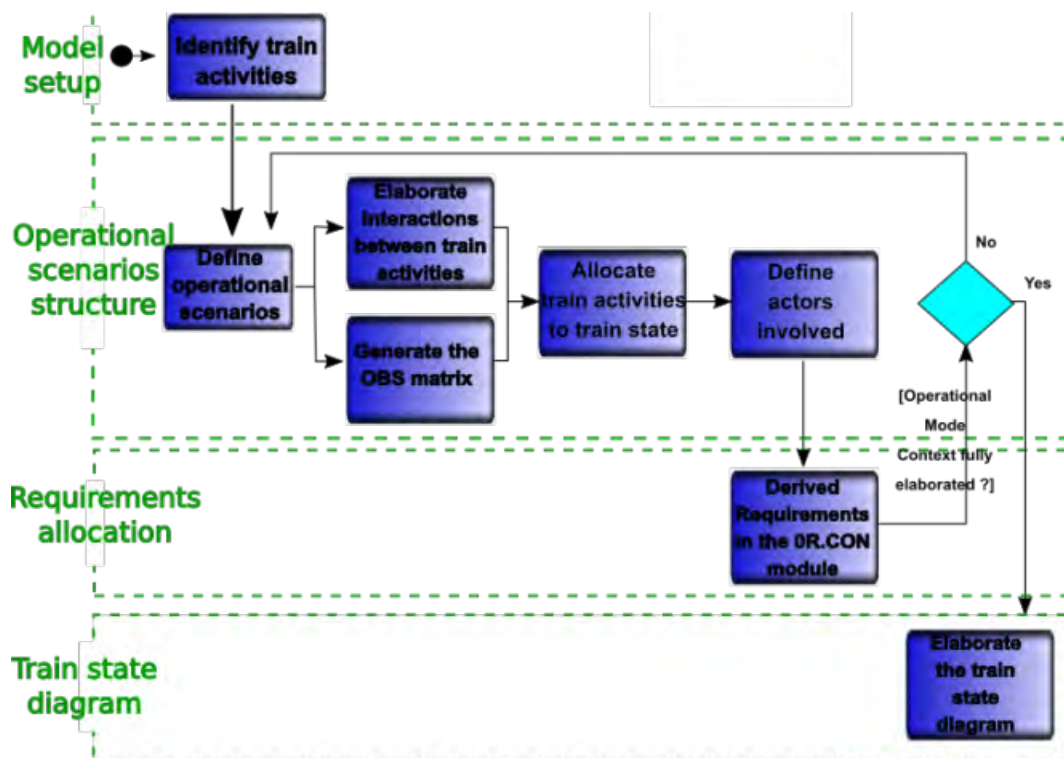 Model
setup
Identify train
activities
Operational
scenarios
structure
Define
operational
scenarios
Elaborate
Interactions
between train
activities
Generate the
OBS matrix
Allocate
train activities
to train state
Define
actors
involved
No
Yes
[Operational
Mode
Context fully
elaborated ?]
Requirements
allocation
Derived
Requirements
in the 0R.CON
module
Train state
diagram
Elaborate
the train
state
diagram